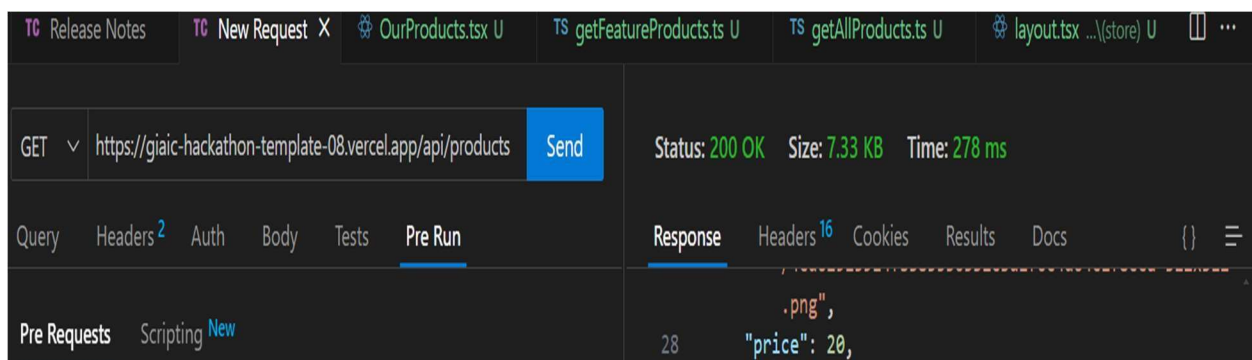 TC Release Notes TC New Request X OurProducts.tsx U TS getFeatureProducts.ts U TS getAllProducts.ts U layout.tsx ...\(store) U ...
GET https://giaic-hackathon-template-08.vercel.app/api/products Send Status: 200 OK Size: 7.33 KB Time: 278 ms
Query Headers 2 Auth Body Tests Pre Run Response Headers 16 Cookies Results Docs {}
.png",
Pre Requests Scripting New 28 "price": 20,